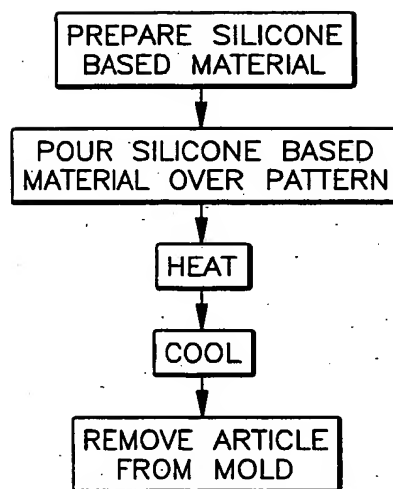 PREPARE SILICONE
BASED MATERIAL
POUR SILICONE BASED
MATERIAL OVER PATTERN
HEAT
COOL
REMOVE ARTICLE
FROM MOLD